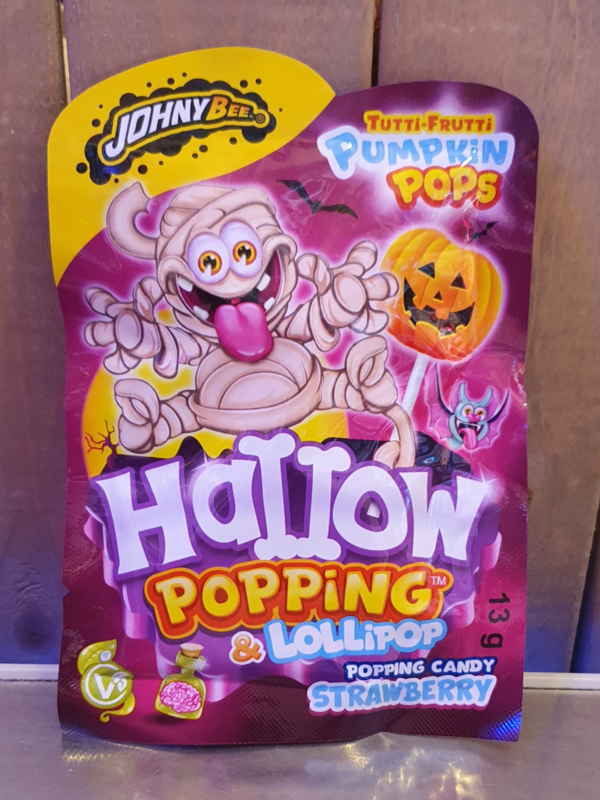 JOHNYBEE.®
TUTTI-FRUTTI
PUMPKIN
POPS
HALLOW
POPPING™
& LOLLIPOP
13 g
POPPING CANDY
STRAWBERRY
V